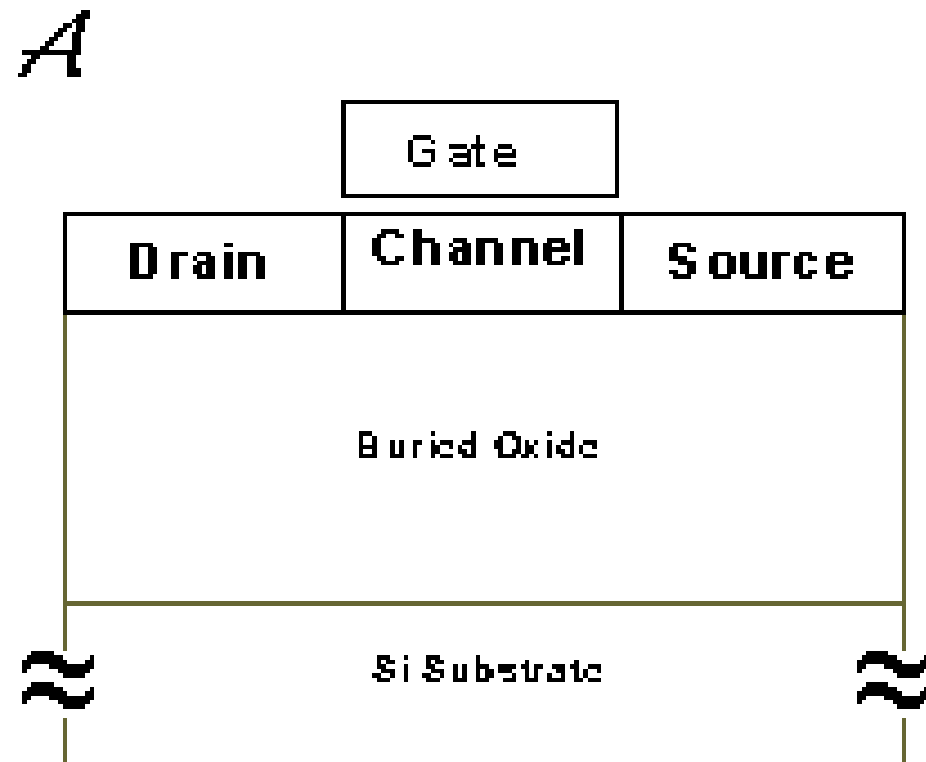 A
Gate
Drain Channel Source
Buried Oxide
Si Substrate